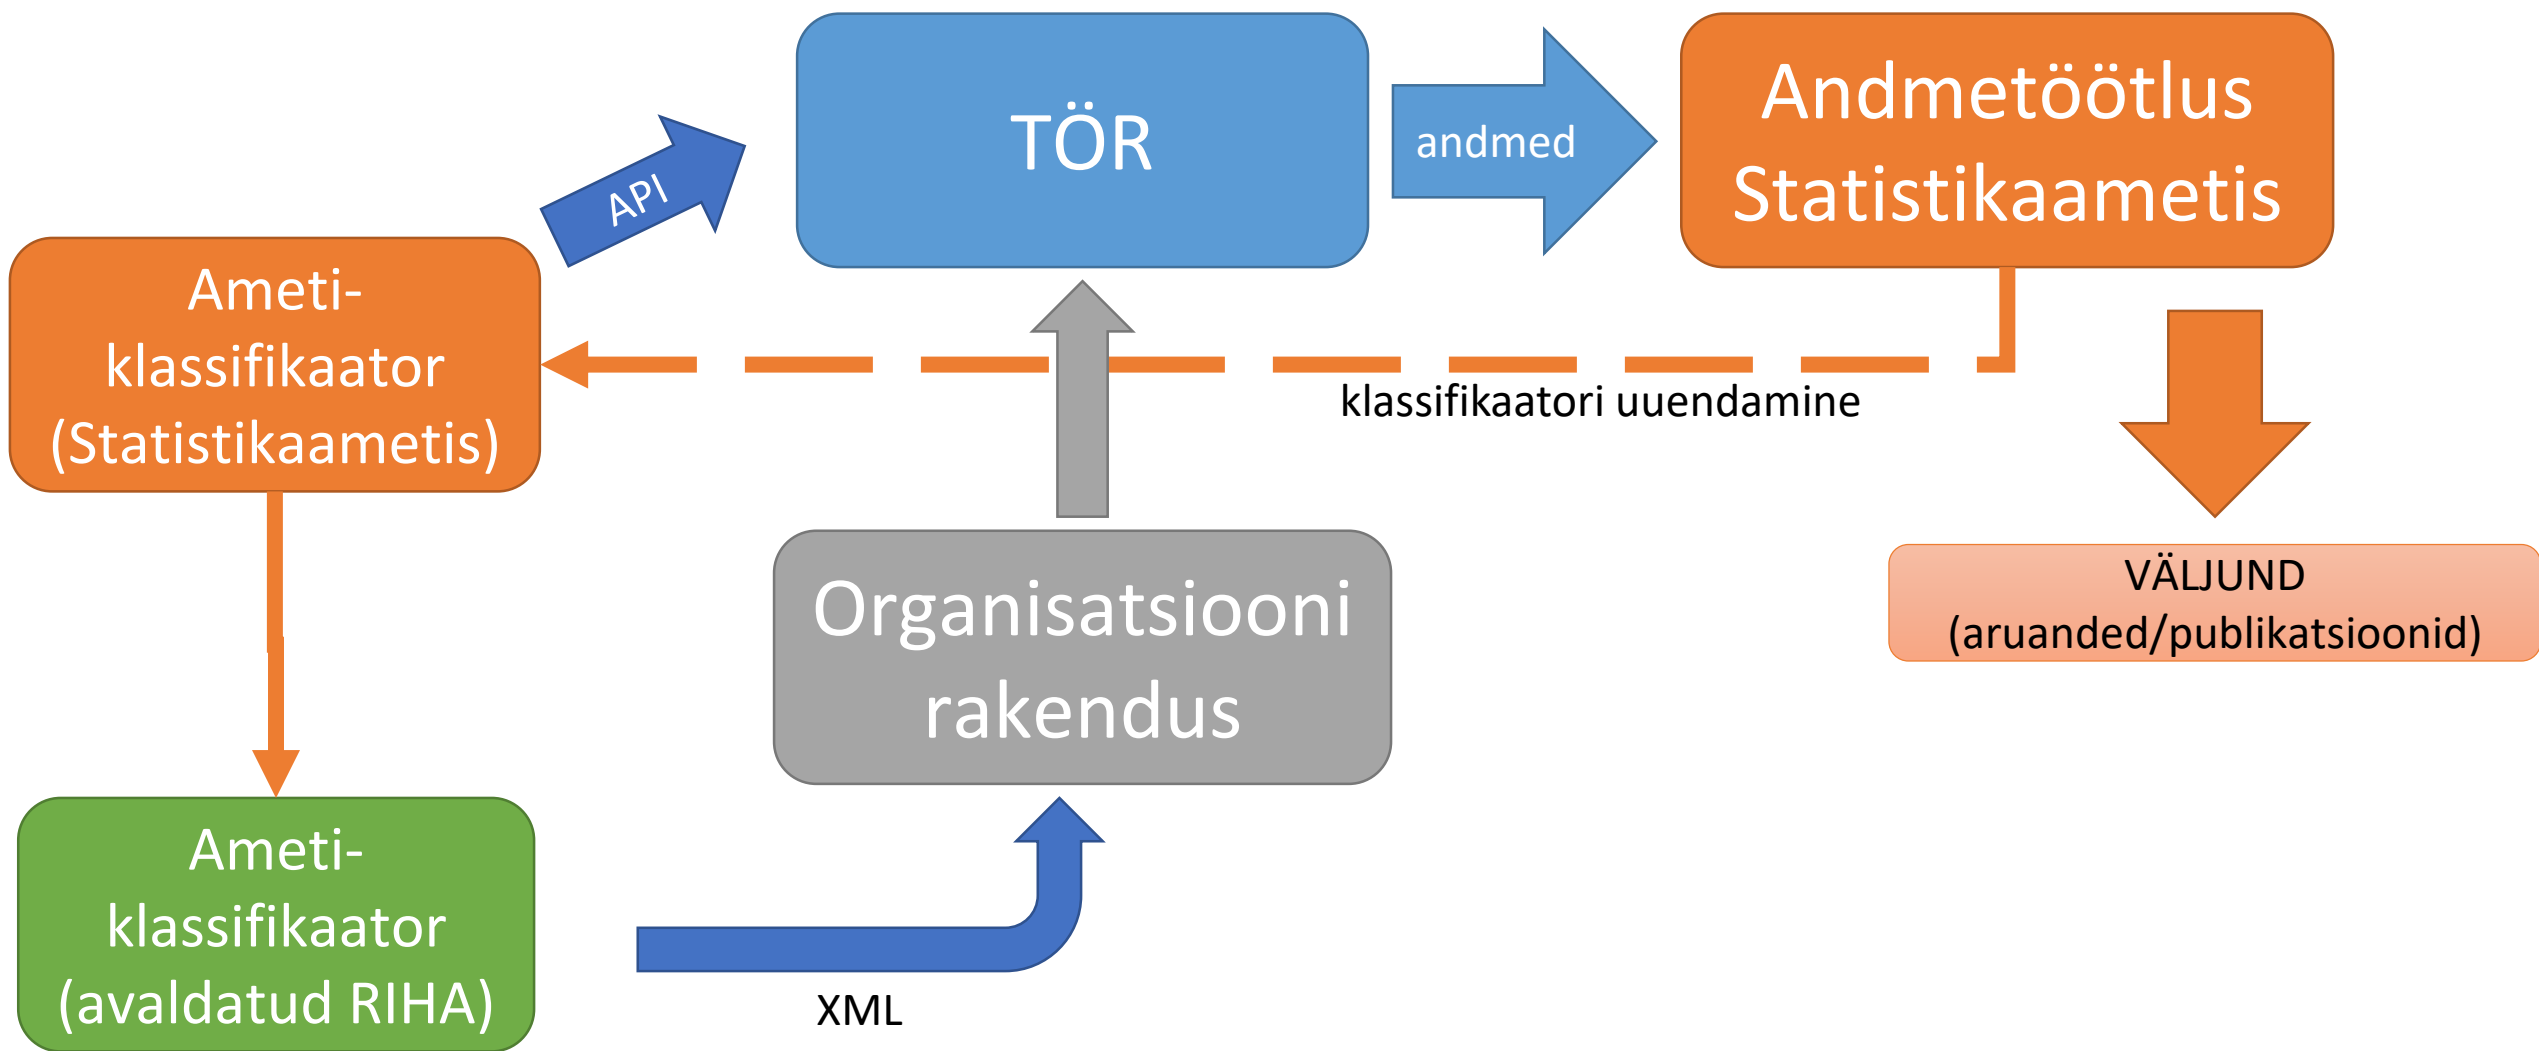 TÖR
andmed
Andmetöötlus
Statistikaametis
API
Ameti-
klassifikaator
(Statistikaametis)
klassifikaatori uuendamine
Organisatsiooni
rakendus
VÄLJUND
(aruanded/publikatsioonid)
Ameti-
klassifikaator
(avaldatud RIHA)
XML